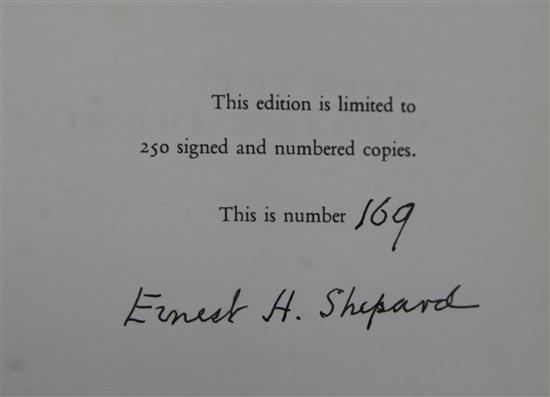 This edition is limited to
250 signed and numbered copies.
This is number 169
Ernest H. Shepard